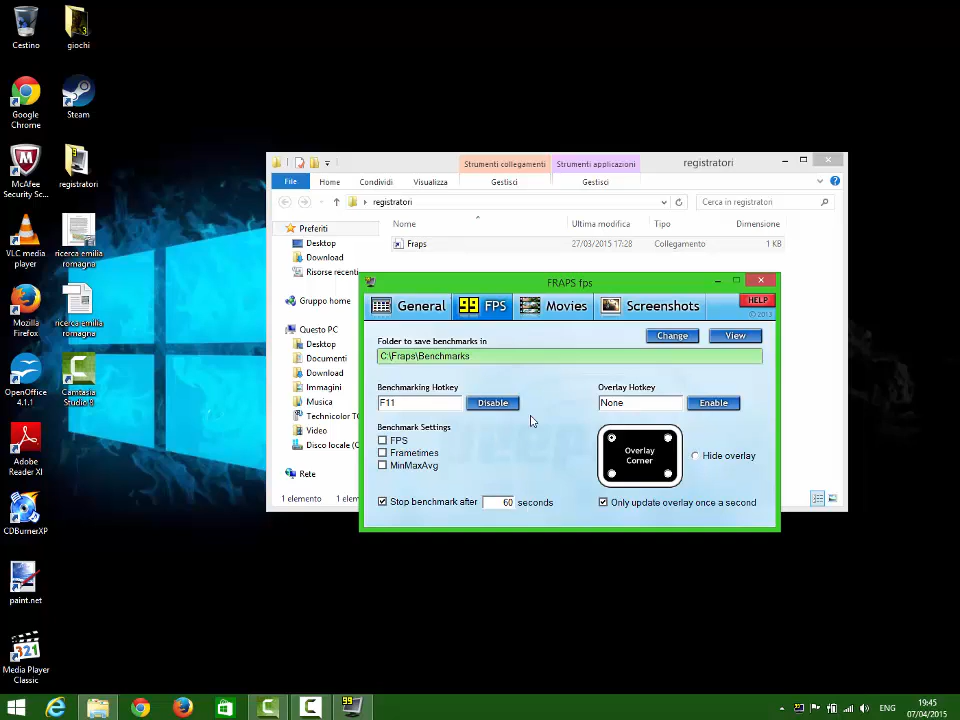 Cestino
giochi
Google Chrome
Steam
McAfee Security Sc...
registratori
VLC media player
ricerca emilia romagna
Mozilla Firefox
ricerca emilia romagna
OpenOffice 4.1.1
Camtasia Studio 8
Adobe Reader XI
CDBurnerXP
paint.net
Media Player Classic
Strumenti collegamenti
Strumenti applicazioni
registratori
File
Home
Condividi
Visualizza
Gestisci
Gestisci
registratori
Cerca in registratori
Preferiti
Desktop
Download
Risorse recenti
Gruppo home
Questo PC
Desktop
Documenti
Download
Immagini
Musica
Technicolor TG
Video
Disco locale (C
Rete
Nome
Ultima modifica
Tipo
Dimensione
Fraps
27/03/2015 17:28
Collegamento
1 KB
1 elemento
1 elem
FRAPS fps
General
99 FPS
Movies
Screenshots
HELP
© 2013
Folder to save benchmarks in
Change
View
C:\Fraps\Benchmarks
Benchmarking Hotkey
F11
Disable
Overlay Hotkey
None
Enable
Benchmark Settings
FPS
Frametimes
MinMaxAvg
Overlay Corner
Hide overlay
Stop benchmark after 60 seconds
Only update overlay once a second
99
ENG
19:45
07/04/2015